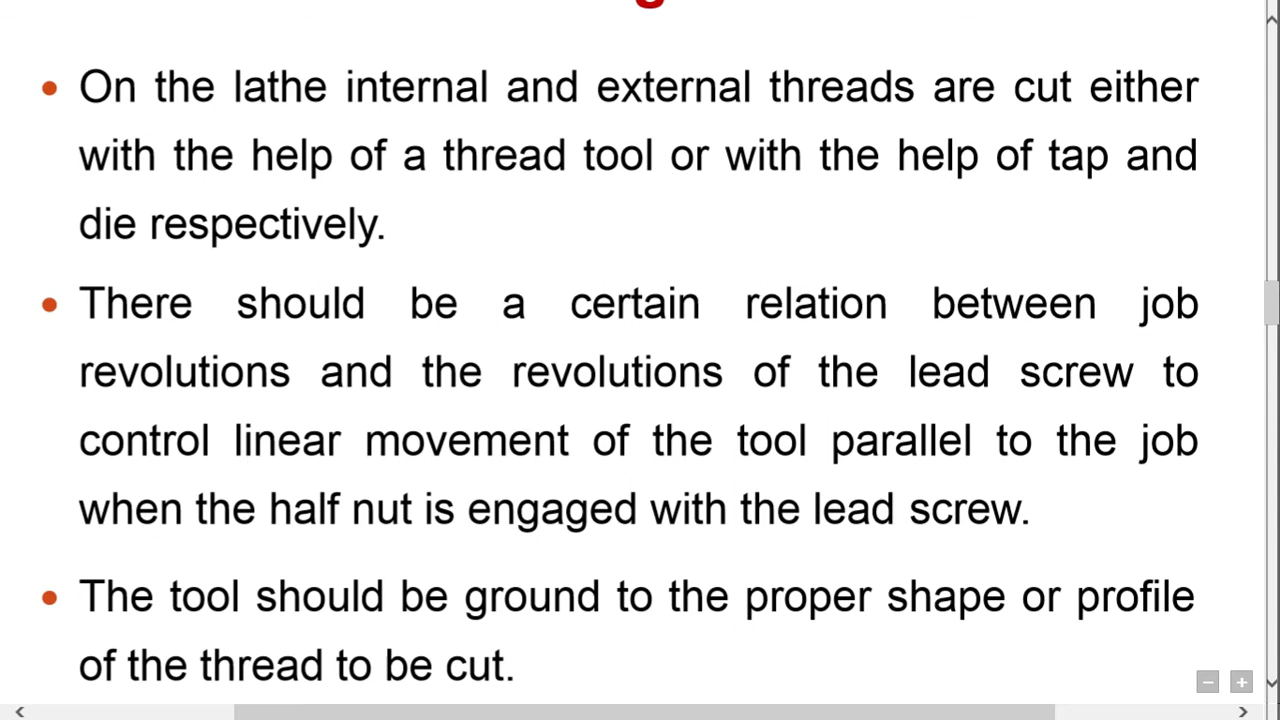 • On the lathe internal and external threads are cut either
with the help of a thread tool or with the help of tap and
die respectively.
• There should be a certain relation between job
revolutions and the revolutions of the lead screw to
control linear movement of the tool parallel to the job
when the half nut is engaged with the lead screw.
• The tool should be ground to the proper shape or profile
of the thread to be cut.